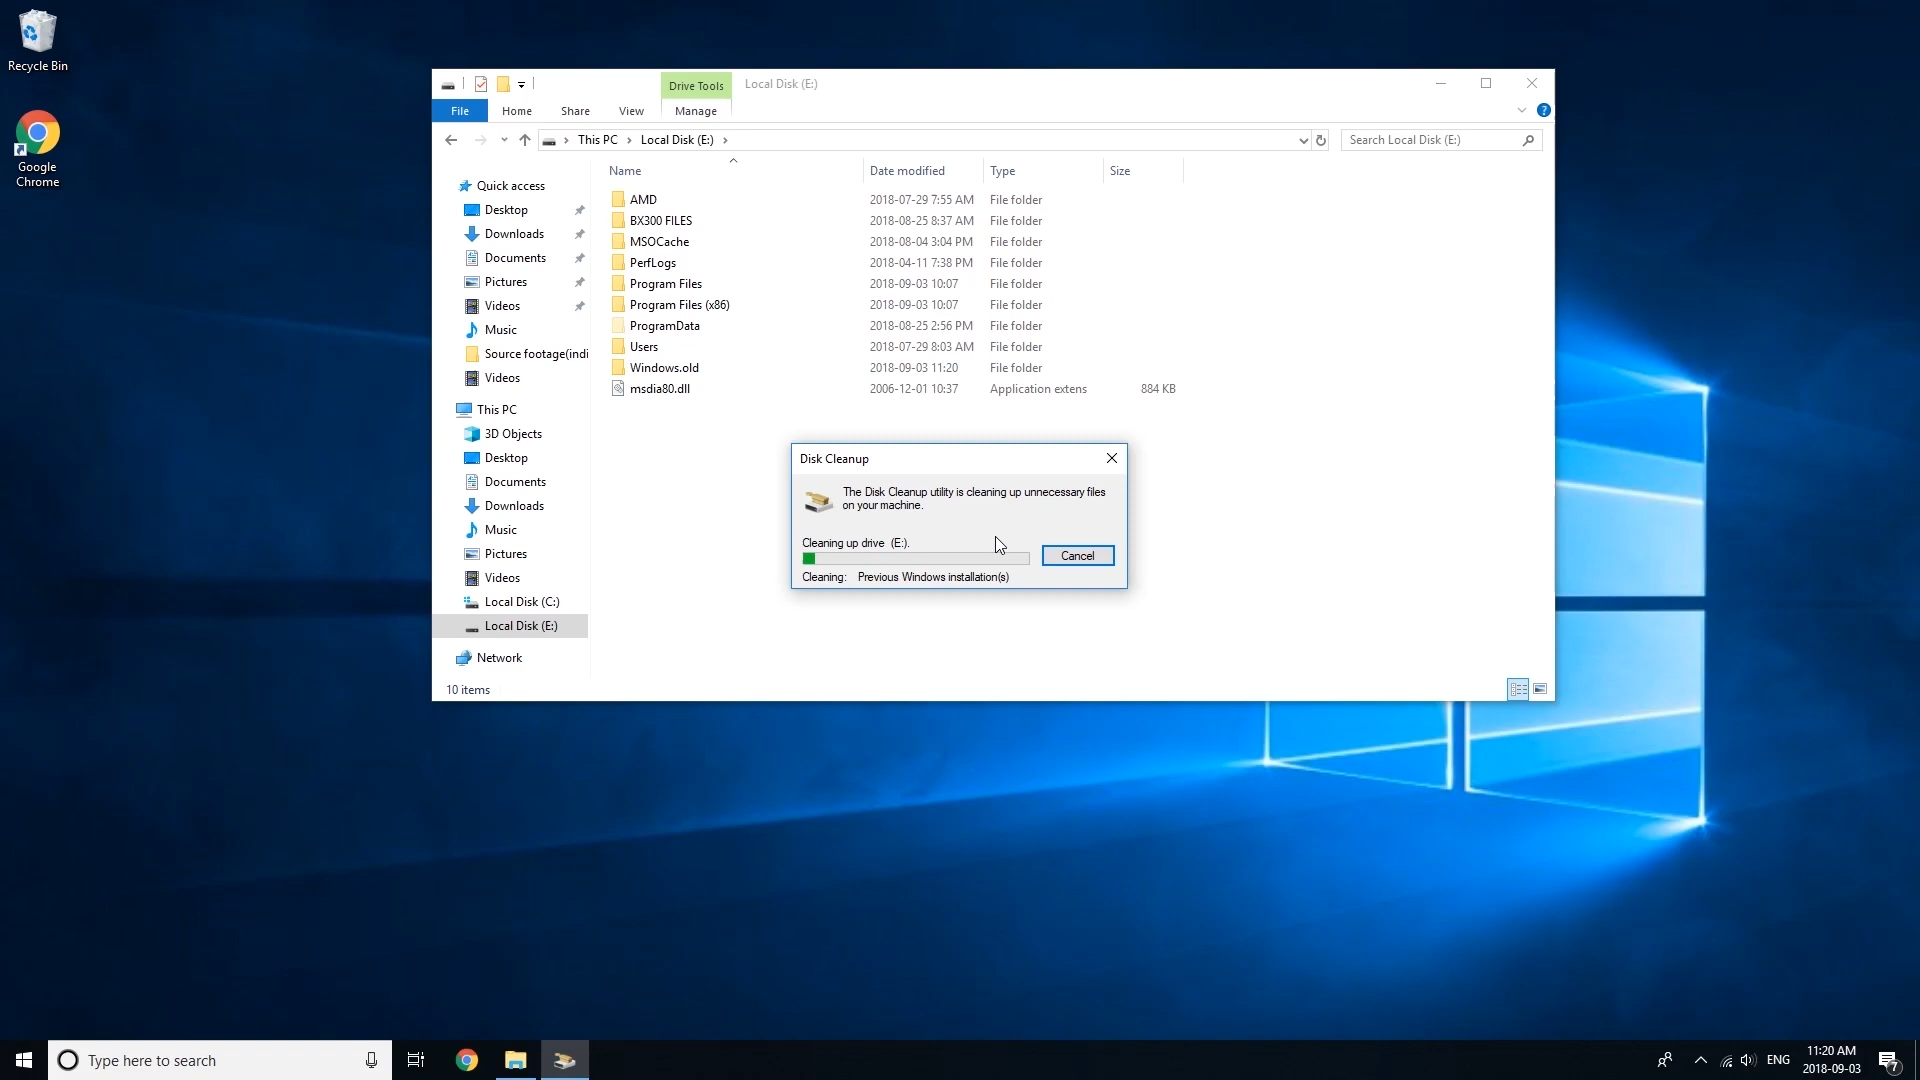 Recycle Bin
Google
Chrome
Drive Tools
Local Disk (E:)
File
Home
Share
View
Manage
This PC
Local Disk (E:)
Search Local Disk (E:)
Name
Date modified
Type
Size
Quick access
Desktop
Downloads
Documents
Pictures
Videos
Music
Source footage(indi
Videos
This PC
3D Objects
Desktop
Documents
Downloads
Music
Pictures
Videos
Local Disk (C:)
Local Disk (E:)
Network
AMD 2018-07-29 7:55 AM File folder
BX300 FILES 2018-08-25 8:37 AM File folder
MSOCache 2018-08-04 3:04 PM File folder
PerfLogs 2018-04-11 7:38 PM File folder
Program Files 2018-09-03 10:07 File folder
Program Files (x86) 2018-09-03 10:07 File folder
ProgramData 2018-08-25 2:56 PM File folder
Users 2018-07-29 8:03 AM File folder
Windows.old 2018-09-03 11:20 File folder
msdia80.dll 2006-12-01 10:37 Application extens 884 KB
Disk Cleanup
The Disk Cleanup utility is cleaning up unnecessary files
on your machine.
Cleaning up drive (E:).
Cancel
Cleaning: Previous Windows installation(s)
10 items
Type here to search
ENG
11:20 AM
2018-09-03
7